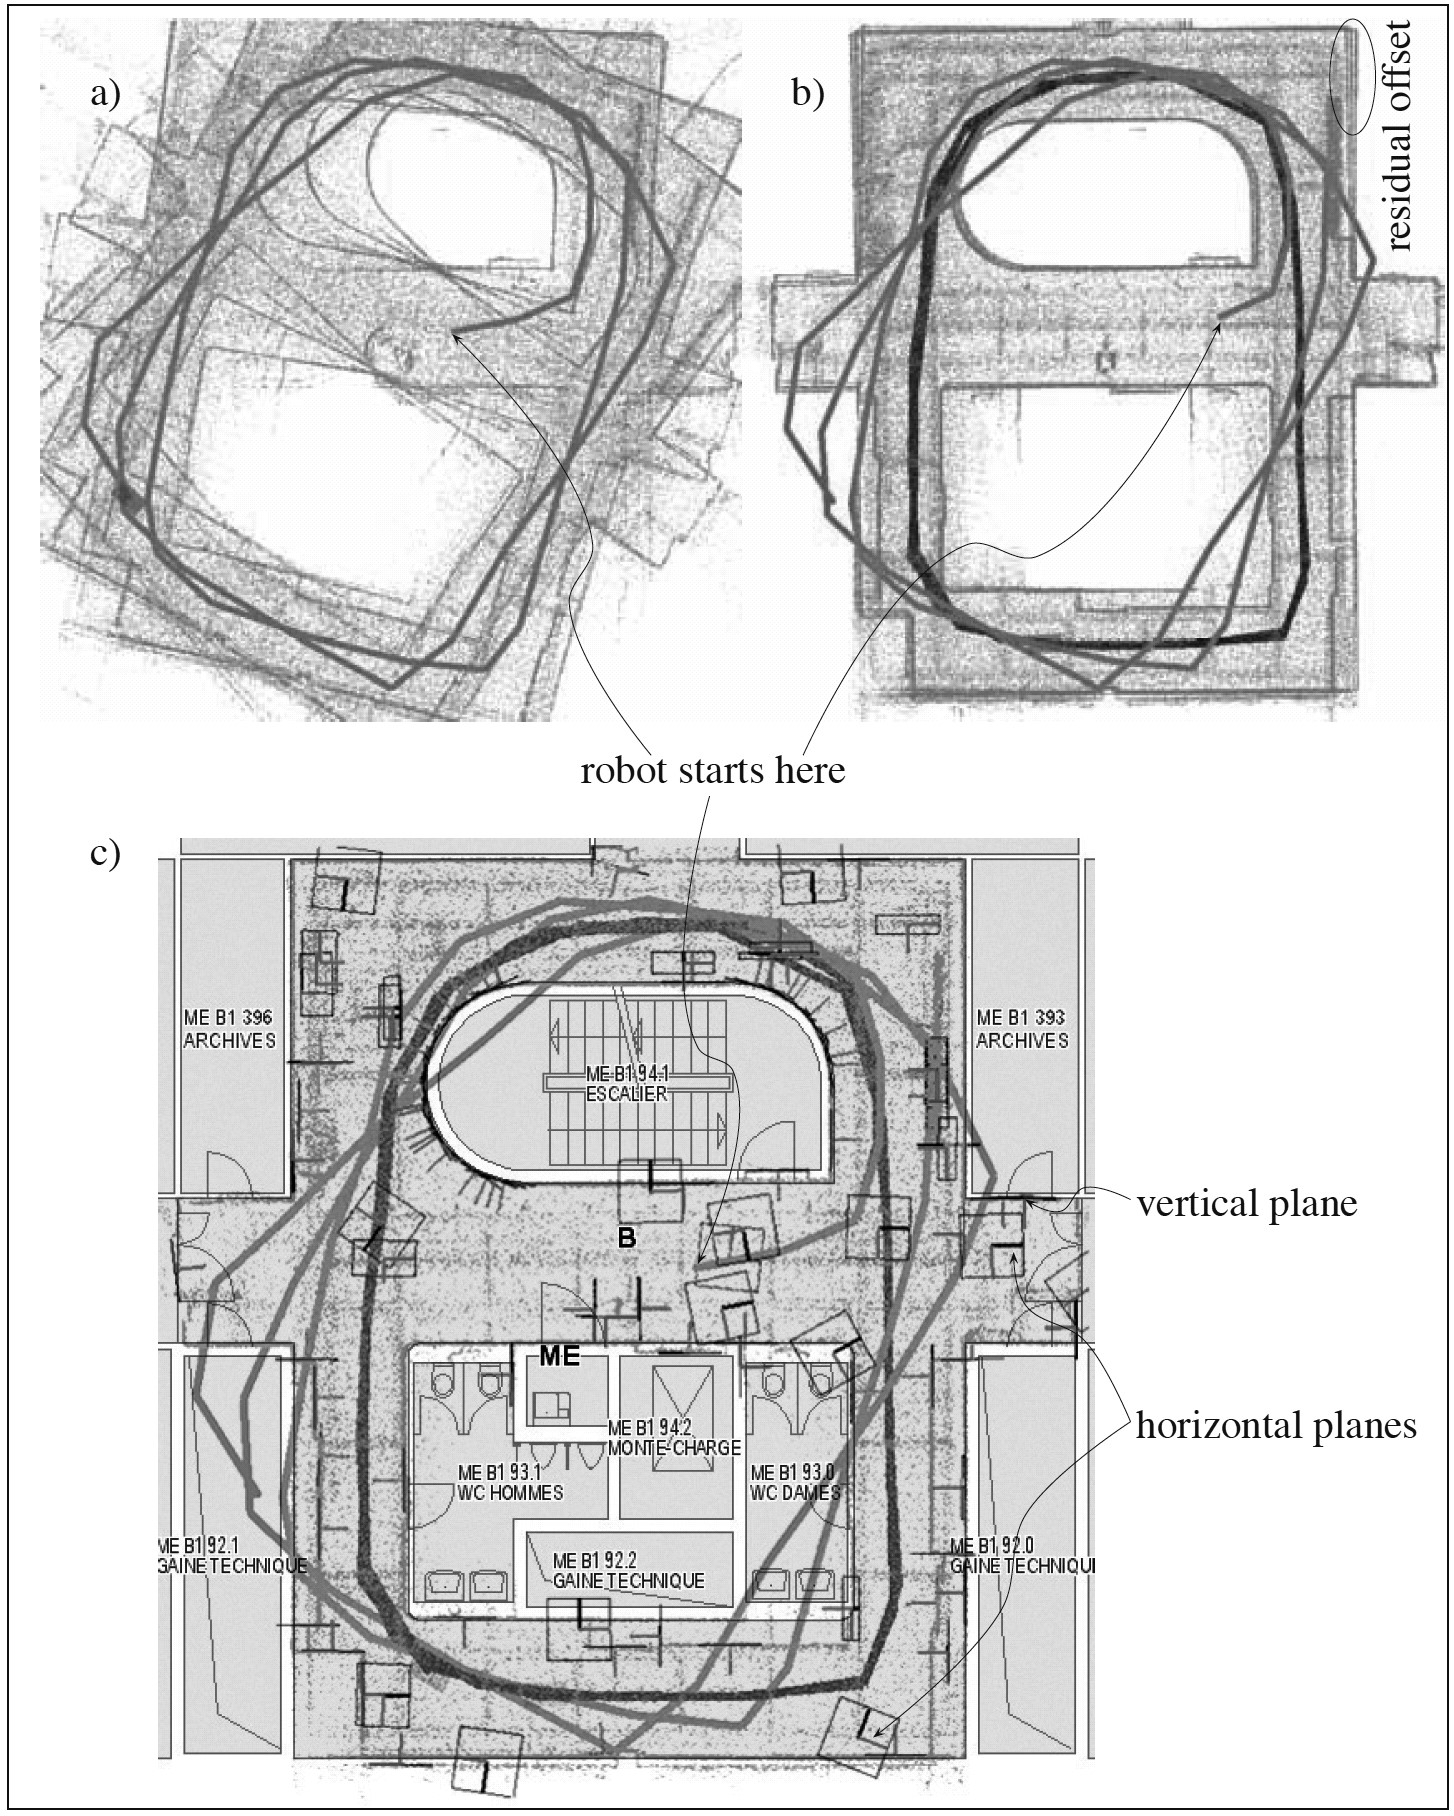 a)
b)
residual offset
robot starts here
c)
ME B1 396
ARCHIVES
ME B1 393
ARCHIVES
ME B1 94.1
ESCALIER
vertical plane
B
ME
ME B1 94.2
MONTE-CHARGE
horizontal planes
ME B1 93.1
WC HOMMES
ME B1 93.0
WC DAMES
ME B1 92.1
GAINE TECHNIQUE
ME B1 92.2
GAINE TECHNIQUE
ME B1 92.0
GAINE TECHNIQUI